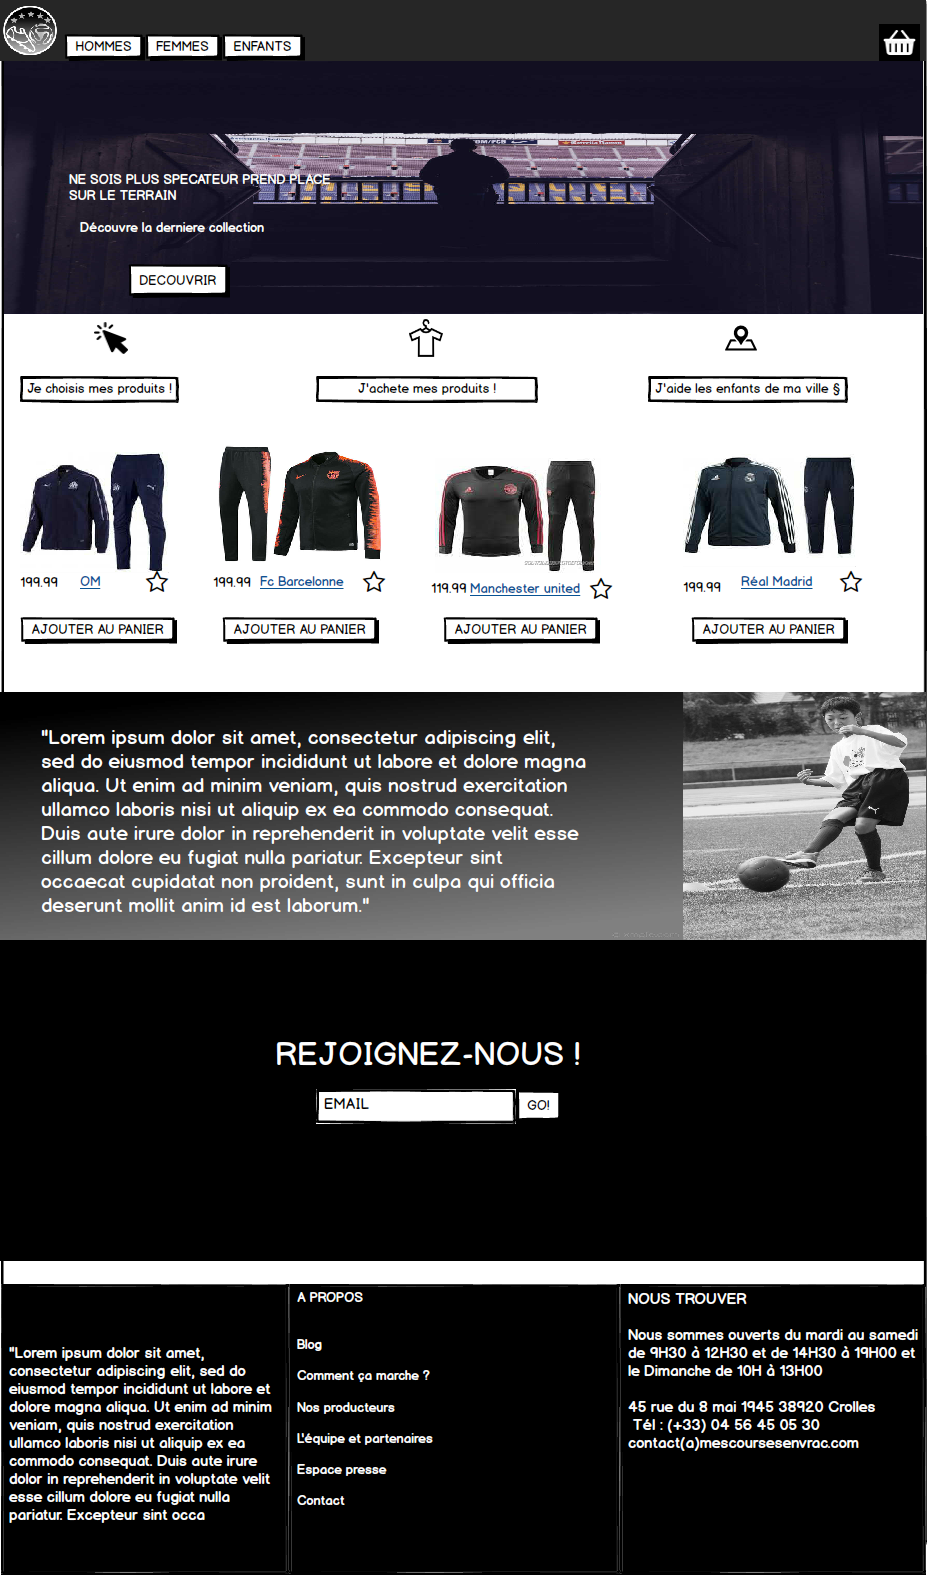 HOMMES FEMMES ENFANTS
NE SOIS PLUS SPECATEUR PREND PLACE
SUR LE TERRAIN
Découvre la derniere collection
DECOUVRIR
Je choisis mes produits !
J'achete mes produits !
J'aide les enfants de ma ville §
199.99 OM
199.99 Fc Barcelonne
119.99 Manchester united
199.99 Réal Madrid
AJOUTER AU PANIER
AJOUTER AU PANIER
AJOUTER AU PANIER
AJOUTER AU PANIER
"Lorem ipsum dolor sit amet, consectetur adipiscing elit,
sed do eiusmod tempor incididunt ut labore et dolore magna
aliqua. Ut enim ad minim veniam, quis nostrud exercitation
ullamco laboris nisi ut aliquip ex ea commodo consequat.
Duis aute irure dolor in reprehenderit in voluptate velit esse
cillum dolore eu fugiat nulla pariatur. Excepteur sint
occaecat cupidatat non proident, sunt in culpa qui officia
deserunt mollit anim id est laborum."
REJOIGNEZ-NOUS !
EMAIL GO!
"Lorem ipsum dolor sit amet,
consectetur adipiscing elit, sed do
eiusmod tempor incididunt ut labore et
dolore magna aliqua. Ut enim ad minim
veniam, quis nostrud exercitation
ullamco laboris nisi ut aliquip ex ea
commodo consequat. Duis aute irure
dolor in reprehenderit in voluptate velit
esse cillum dolore eu fugiat nulla
pariatur. Excepteur sint occa
A PROPOS
Blog
Comment ça marche ?
Nos producteurs
L'équipe et partenaires
Espace presse
Contact
NOUS TROUVER
Nous sommes ouverts du mardi au samedi
de 9H30 à 12H30 et de 14H30 à 19H00 et
le Dimanche de 10H à 13H00
45 rue du 8 mai 1945 38920 Crolles
Tél : (+33) 04 56 45 05 30
contact(a)mescoursesenvrac.com